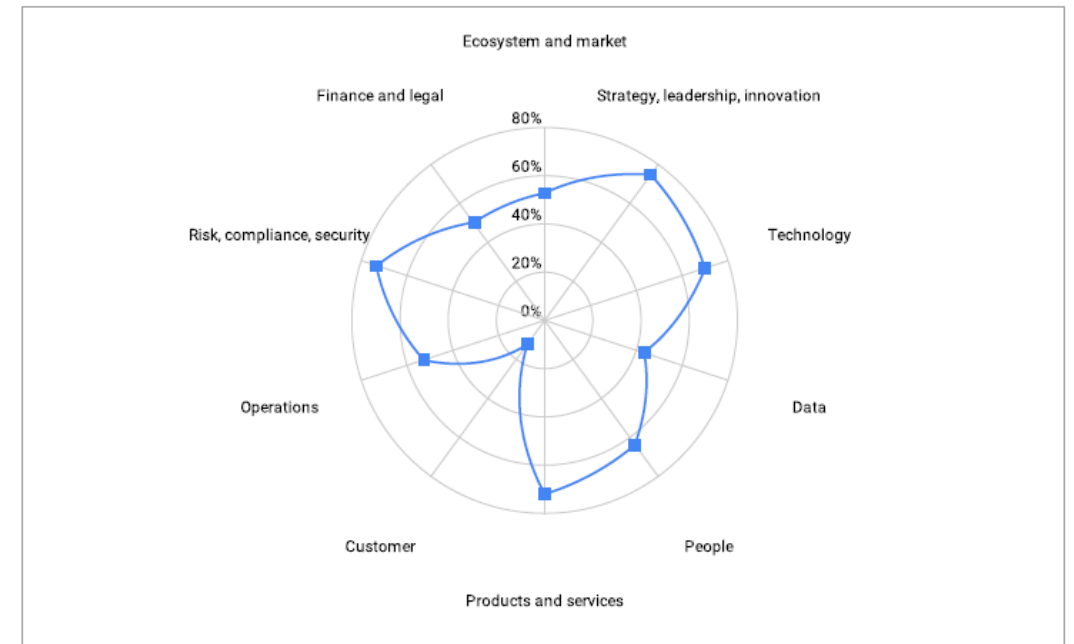 Ecosystem and market
Finance and legal
Strategy, leadership, innovation
80%
60%
40%
20%
0%
Risk, compliance, security
Technology
Operations
Data
Customer
People
Products and services